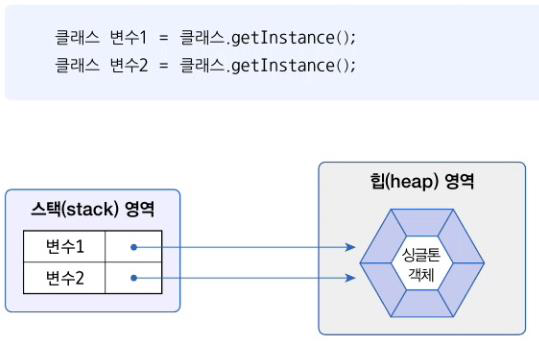 클래스 변수1 = 클래스.getInstance();
클래스 변수2 = 클래스.getInstance();
스택(stack) 영역
변수1
변수2
힙(heap) 영역
싱글톤
객체